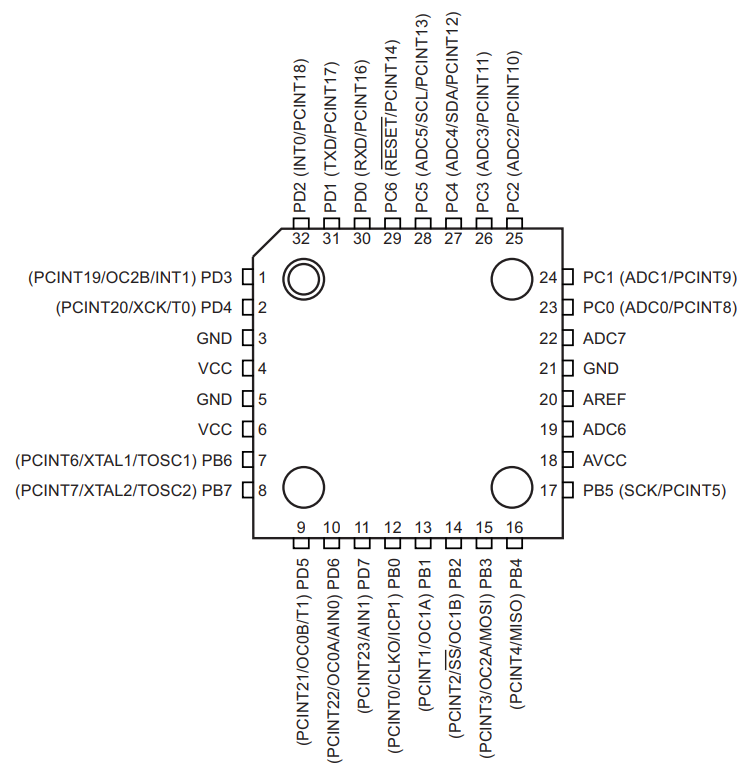 PD2 (INT0/PCINT18)
PD1 (TXD/PCINT17)
PD0 (RXD/PCINT16)
PC6 (RESET/PCINT14)
PC5 (ADC5/SCL/PCINT13)
PC4 (ADC4/SDA/PCINT12)
PC3 (ADC3/PCINT11)
PC2 (ADC2/PCINT10)
32 31 30 29 28 27 26 25
(PCINT19/OC2B/INT1) PD3 1
(PCINT20/XCK/T0) PD4 2
GND 3
VCC 4
GND 5
VCC 6
(PCINT6/XTAL1/TOSC1) PB6 7
(PCINT7/XTAL2/TOSC2) PB7 8
24 PC1 (ADC1/PCINT9)
23 PC0 (ADC0/PCINT8)
22 ADC7
21 GND
20 AREF
19 ADC6
18 AVCC
17 PB5 (SCK/PCINT5)
9 10 11 12 13 14 15 16
(PCINT21/OC0B/T1) PD5
(PCINT22/OC0A/AIN0) PD6
(PCINT23/AIN1) PD7
(PCINT0/CLKO/ICP1) PB0
(PCINT1/OC1A) PB1
(PCINT2/SS/OC1B) PB2
(PCINT3/OC2A/MOSI) PB3
(PCINT4/MISO) PB4